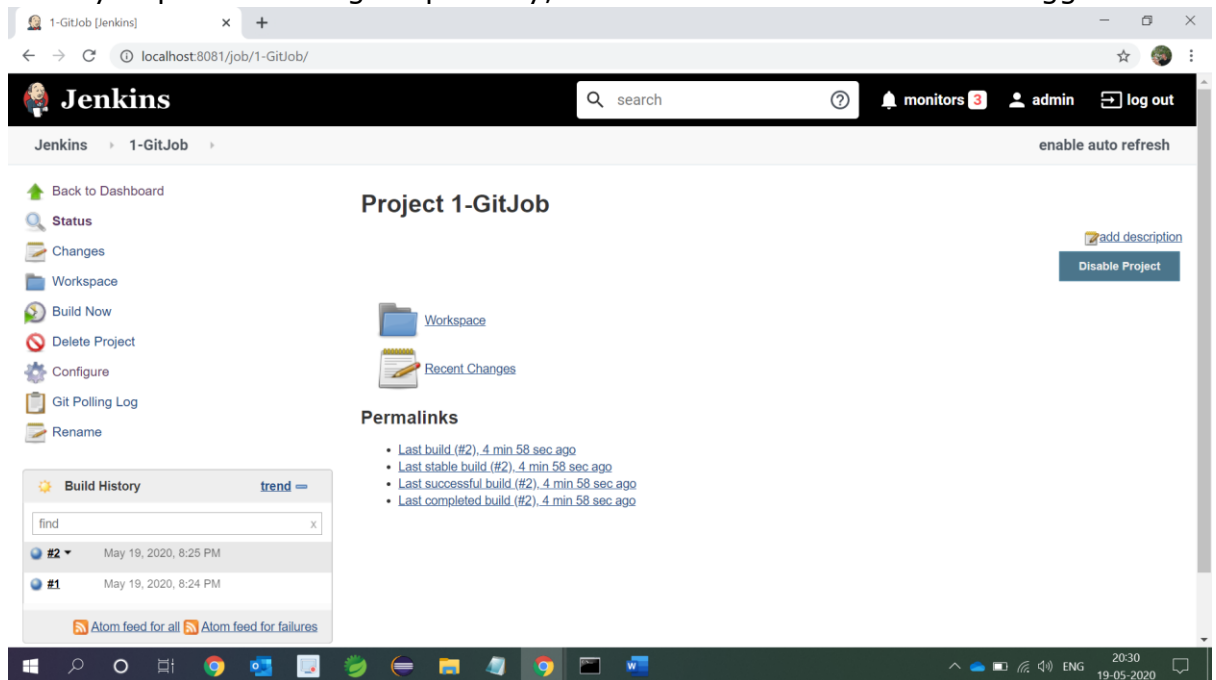 1-GitJob [Jenkins]
localhost:8081/job/1-GitJob/
Jenkins
search
monitors 3
admin
log out
Jenkins
1-GitJob
enable auto refresh
Back to Dashboard
Status
Changes
Workspace
Build Now
Delete Project
Configure
Git Polling Log
Rename
Project 1-GitJob
add description
Disable Project
Workspace
Recent Changes
Permalinks
• Last build (#2), 4 min 58 sec ago
• Last stable build (#2), 4 min 58 sec ago
• Last successful build (#2), 4 min 58 sec ago
• Last completed build (#2), 4 min 58 sec ago
Build History trend
find x
#2 May 19, 2020, 8:25 PM
#1 May 19, 2020, 8:24 PM
Atom feed for all Atom feed for failures
ENG
20:30
19-05-2020